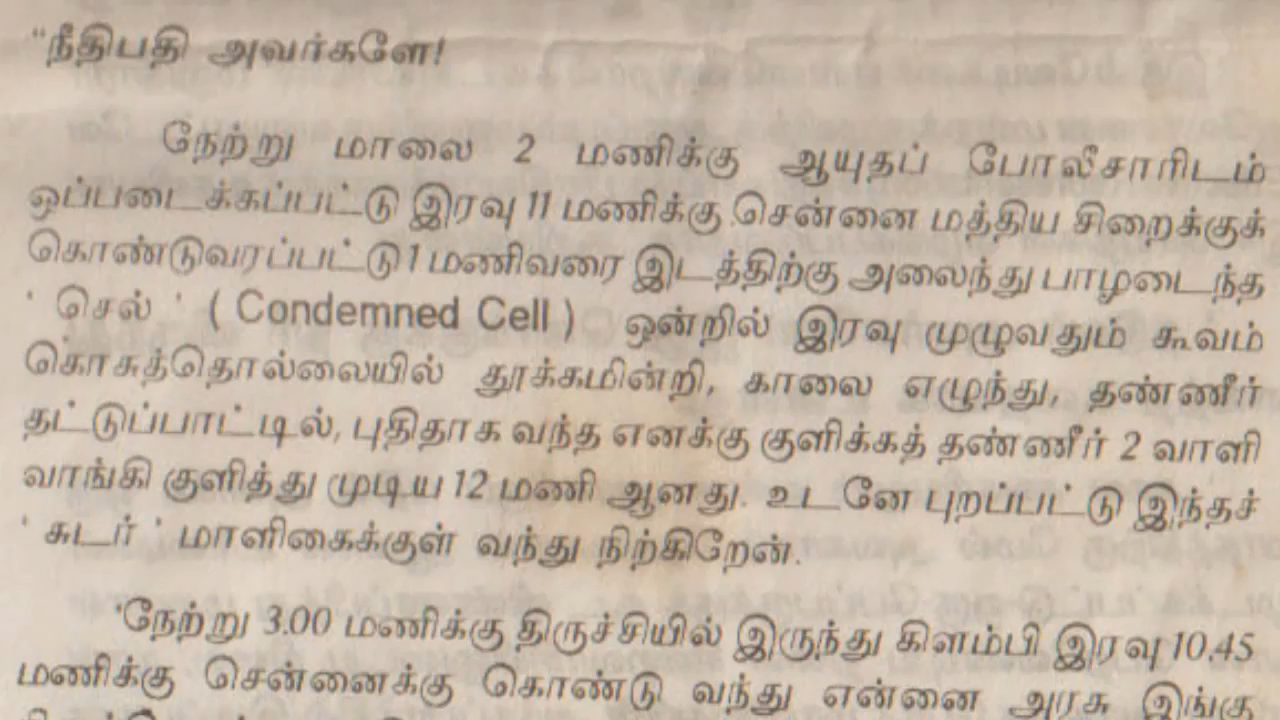 "நீதிபதி அவர்களே!
நேற்று மாலை 2 மணிக்கு ஆயுதப் போலீசாரிடம்
ஒப்படைக்கப்பட்டு இரவு 11 மணிக்கு சென்னை மத்திய சிறைக்குக்
கொண்டுவரப்பட்டு 1 மணிவரை இடத்திற்கு அலைந்து பாழடைந்த
' செல் ' ( Condemned Cell ) ஒன்றில் இரவு முழுவதும் கூவம்
கொசுத்தொல்லையில் தூக்கமின்றி, காலை எழுந்து, தண்ணீர்
தட்டுப்பாட்டில், புதிதாக வந்த எனக்கு குளிக்கத் தண்ணீர் 2 வாளி
வாங்கி குளித்து முடிய 12 மணி ஆனது. உடனே புறப்பட்டு இந்தச்
' சுடர் ' மாளிகைக்குள் வந்து நிற்கிறேன்.
'நேற்று 3.00 மணிக்கு திருச்சியில் இருந்து கிளம்பி இரவு 10.45
மணிக்கு சென்னைக்கு கொண்டு வந்து என்னை அரசு இங்கு